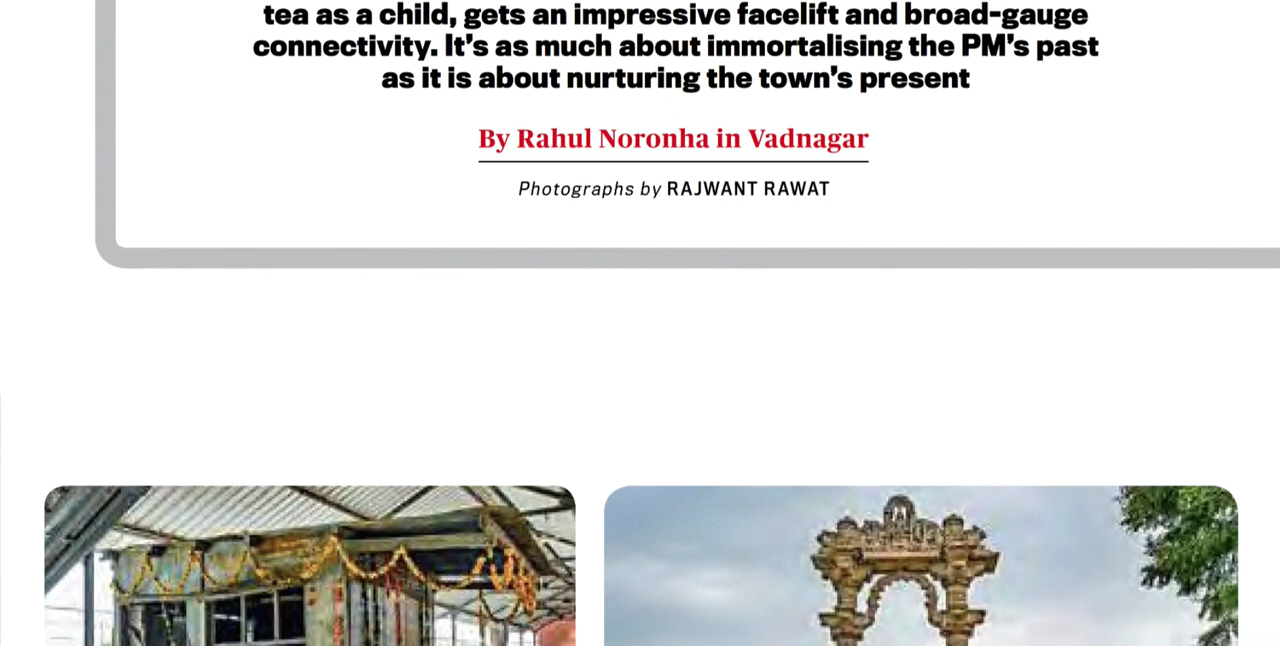 tea as a child, gets an impressive facelift and broad-gauge
connectivity. It's as much about immortalising the PM's past
as it is about nurturing the town's present
By Rahul Noronha in Vadnagar
Photographs by RAJWANT RAWAT